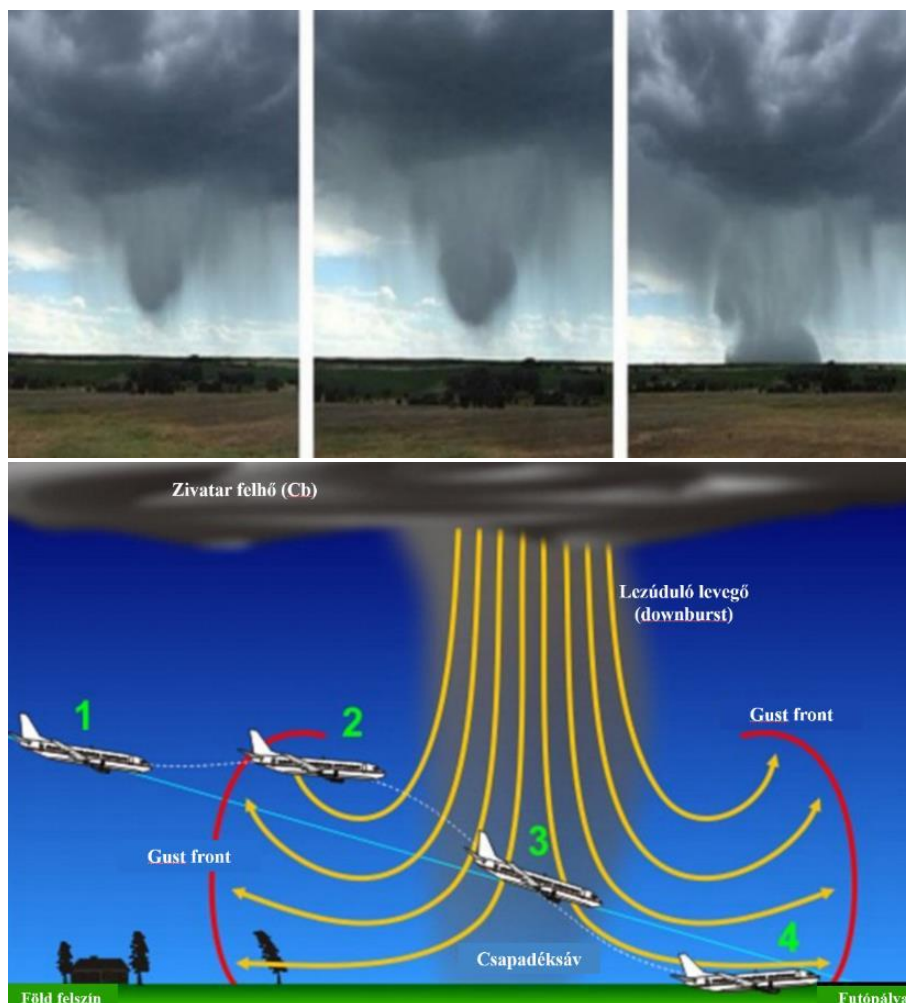 Zivatar felhő (Cb)
Lezúduló levegő
(downburst)
1
2
Gust front
3
Gust front
4
Csapadéksáv
Föld felszín
Futópálya